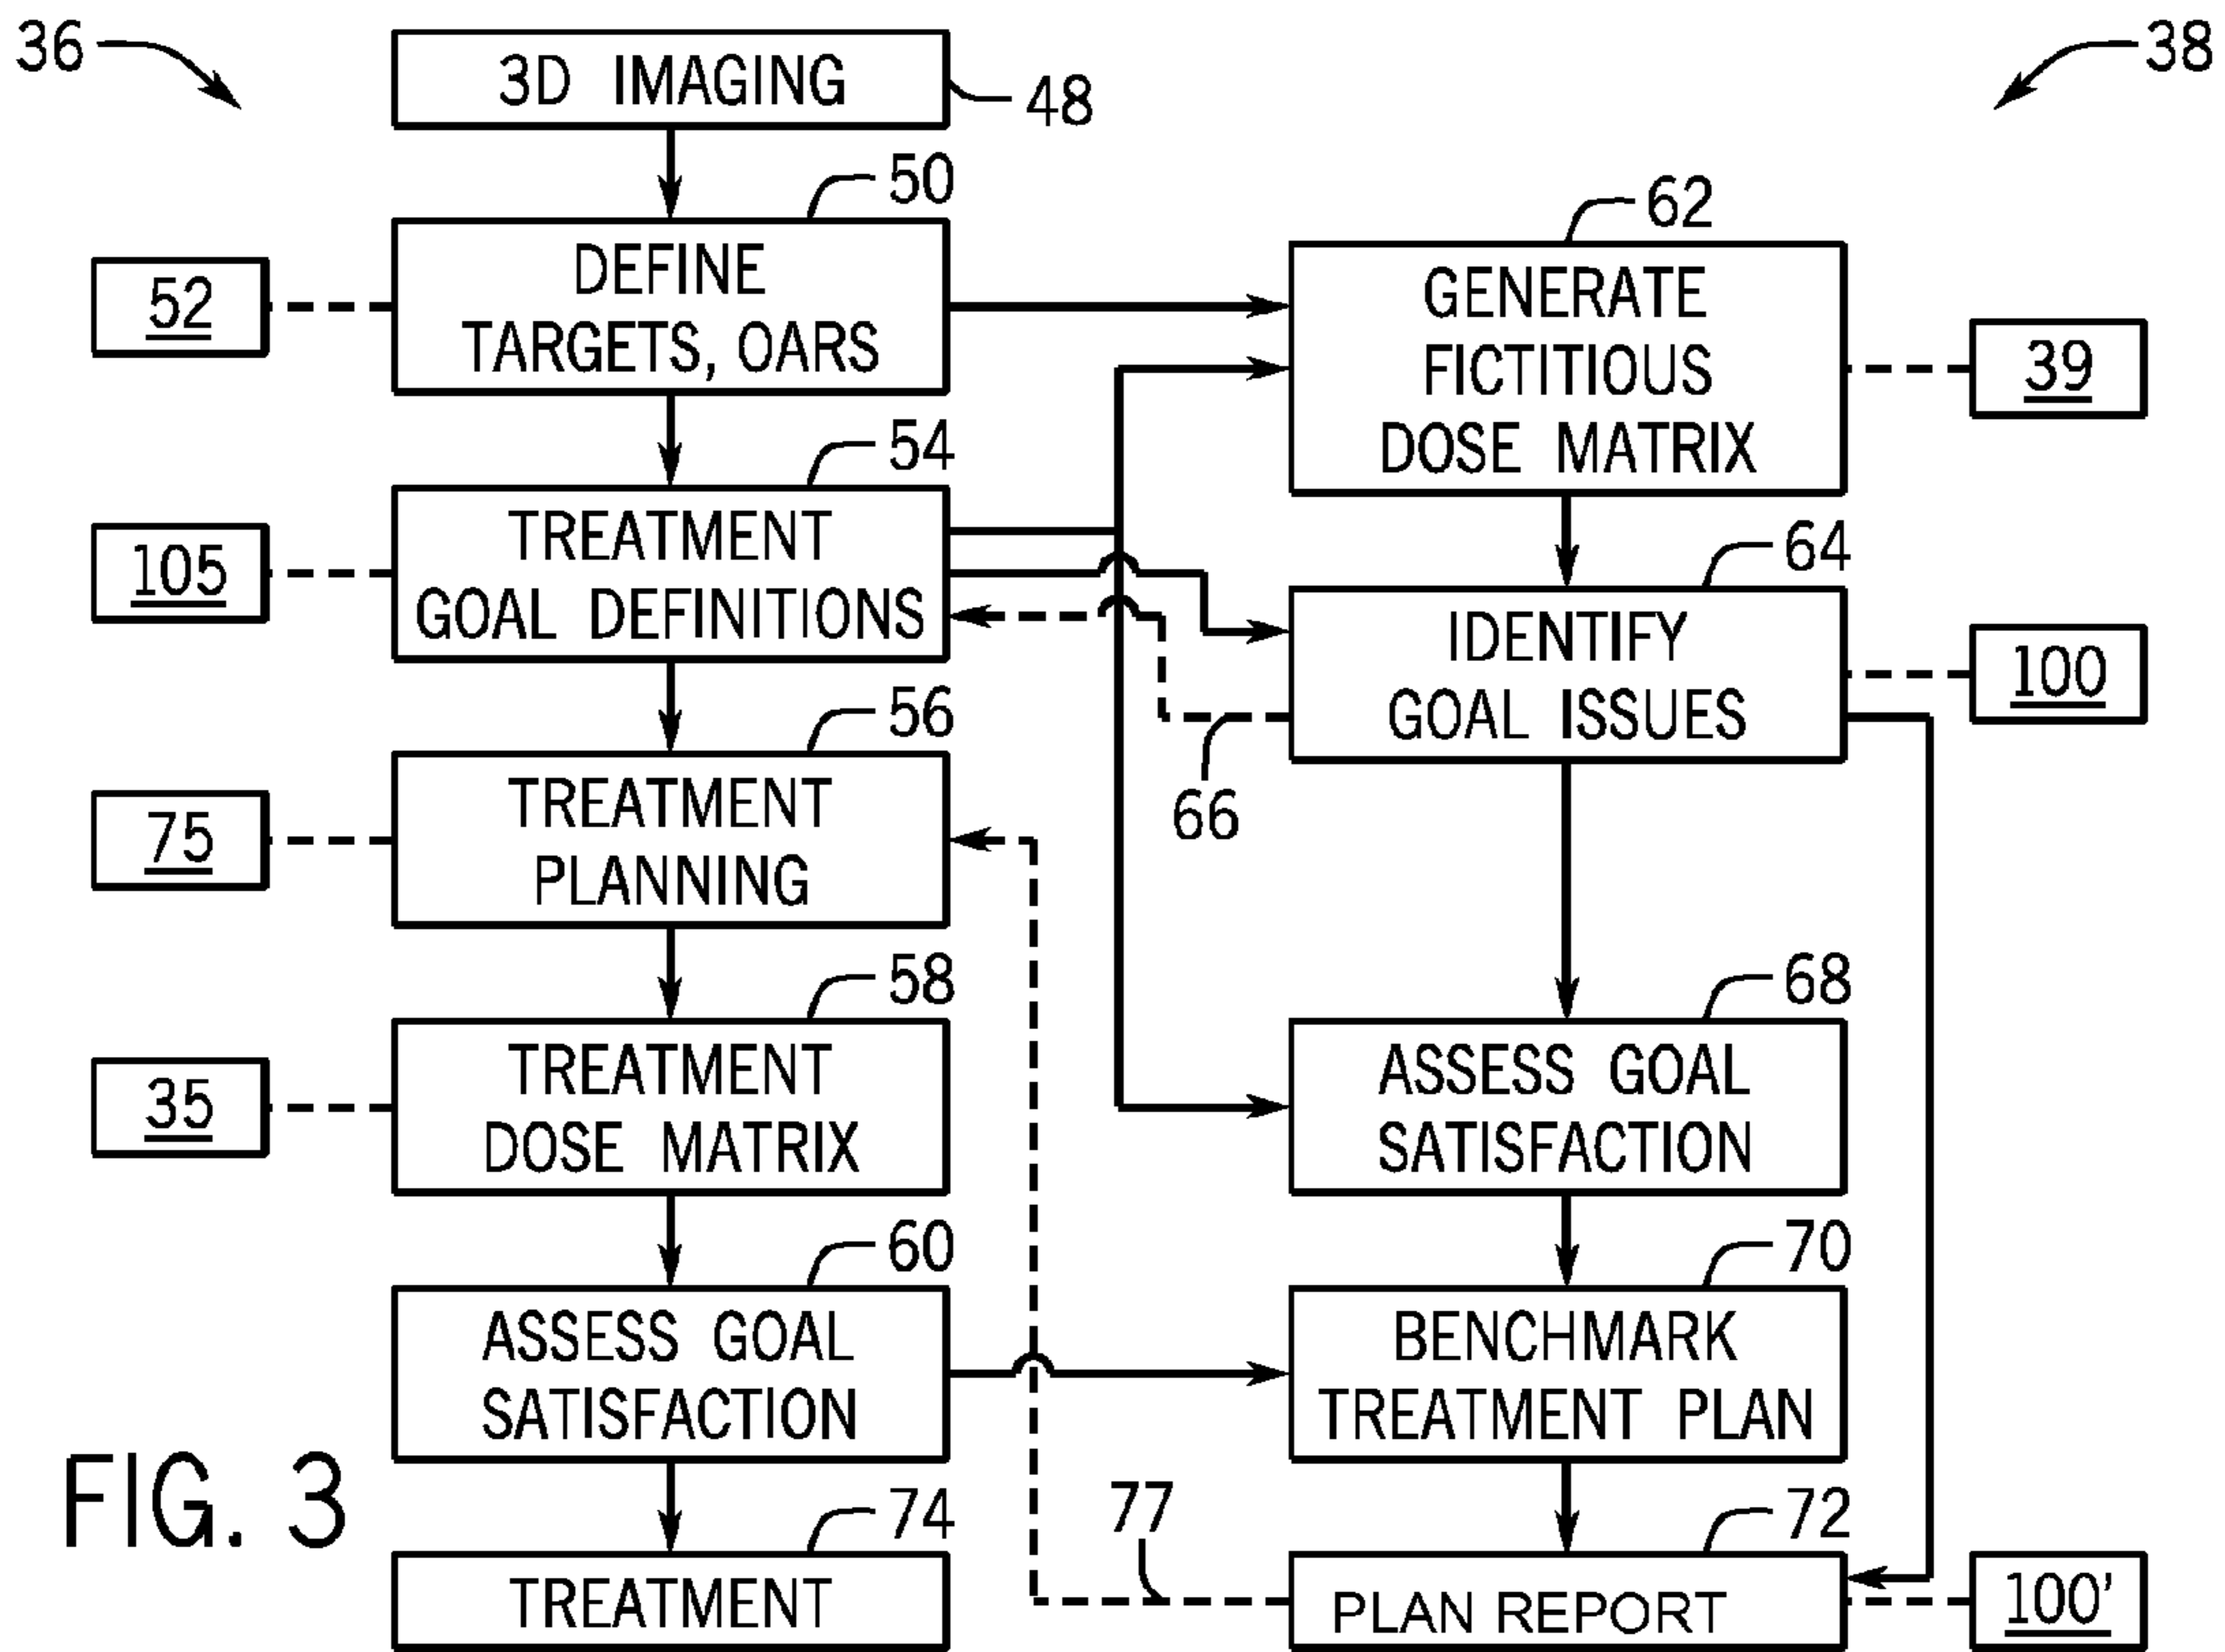 36
3D IMAGING
48
38
50
DEFINE
TARGETS, OARS
52
62
GENERATE
FICTITIOUS
DOSE MATRIX
39
54
TREATMENT
GOAL DEFINITIONS
105
64
IDENTIFY
GOAL ISSUES
100
66
56
TREATMENT
PLANNING
75
58
TREATMENT
DOSE MATRIX
35
68
ASSESS GOAL
SATISFACTION
60
ASSESS GOAL
SATISFACTION
70
BENCHMARK
TREATMENT PLAN
FIG. 3
74
TREATMENT
77
72
PLAN REPORT
100'